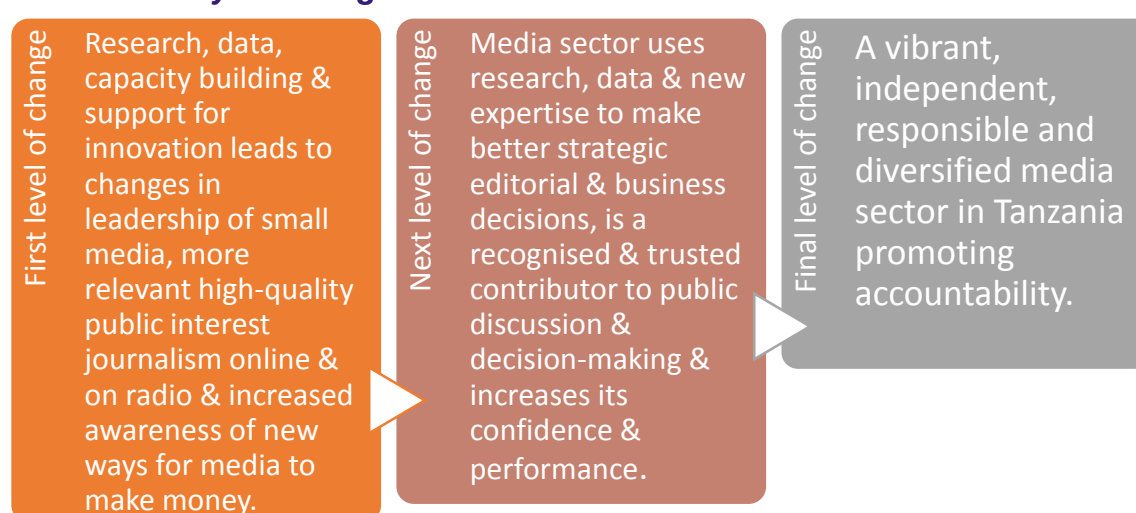 First level of change
Research, data,
capacity building &
support for
innovation leads to
changes in
leadership of small
media, more
relevant high-quality
public interest
journalism online &
on radio & increased
awareness of new
ways for media to
make money.
Next level of change
Media sector uses
research, data & new
expertise to make
better strategic
editorial & business
decisions, is a
recognised & trusted
contributor to public
discussion &
decision-making &
increases its
confidence &
performance.
Final level of change
A vibrant,
independent,
responsible and
diversified media
sector in Tanzania
promoting
accountability.